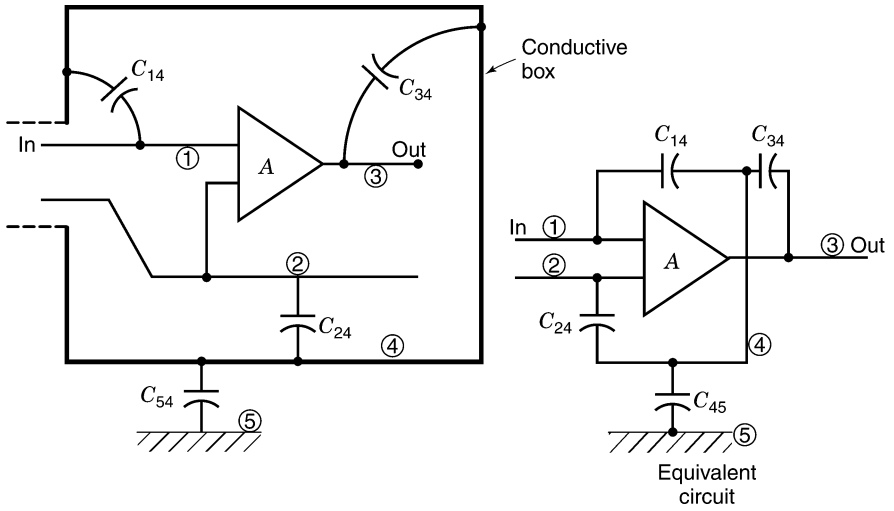 C14
C34
Conductive
box
In
①
A
Out
③
②
C24
④
C54
⑤
C14
C34
In
①
②
A
③ Out
C24
④
C45
⑤
Equivalent
circuit